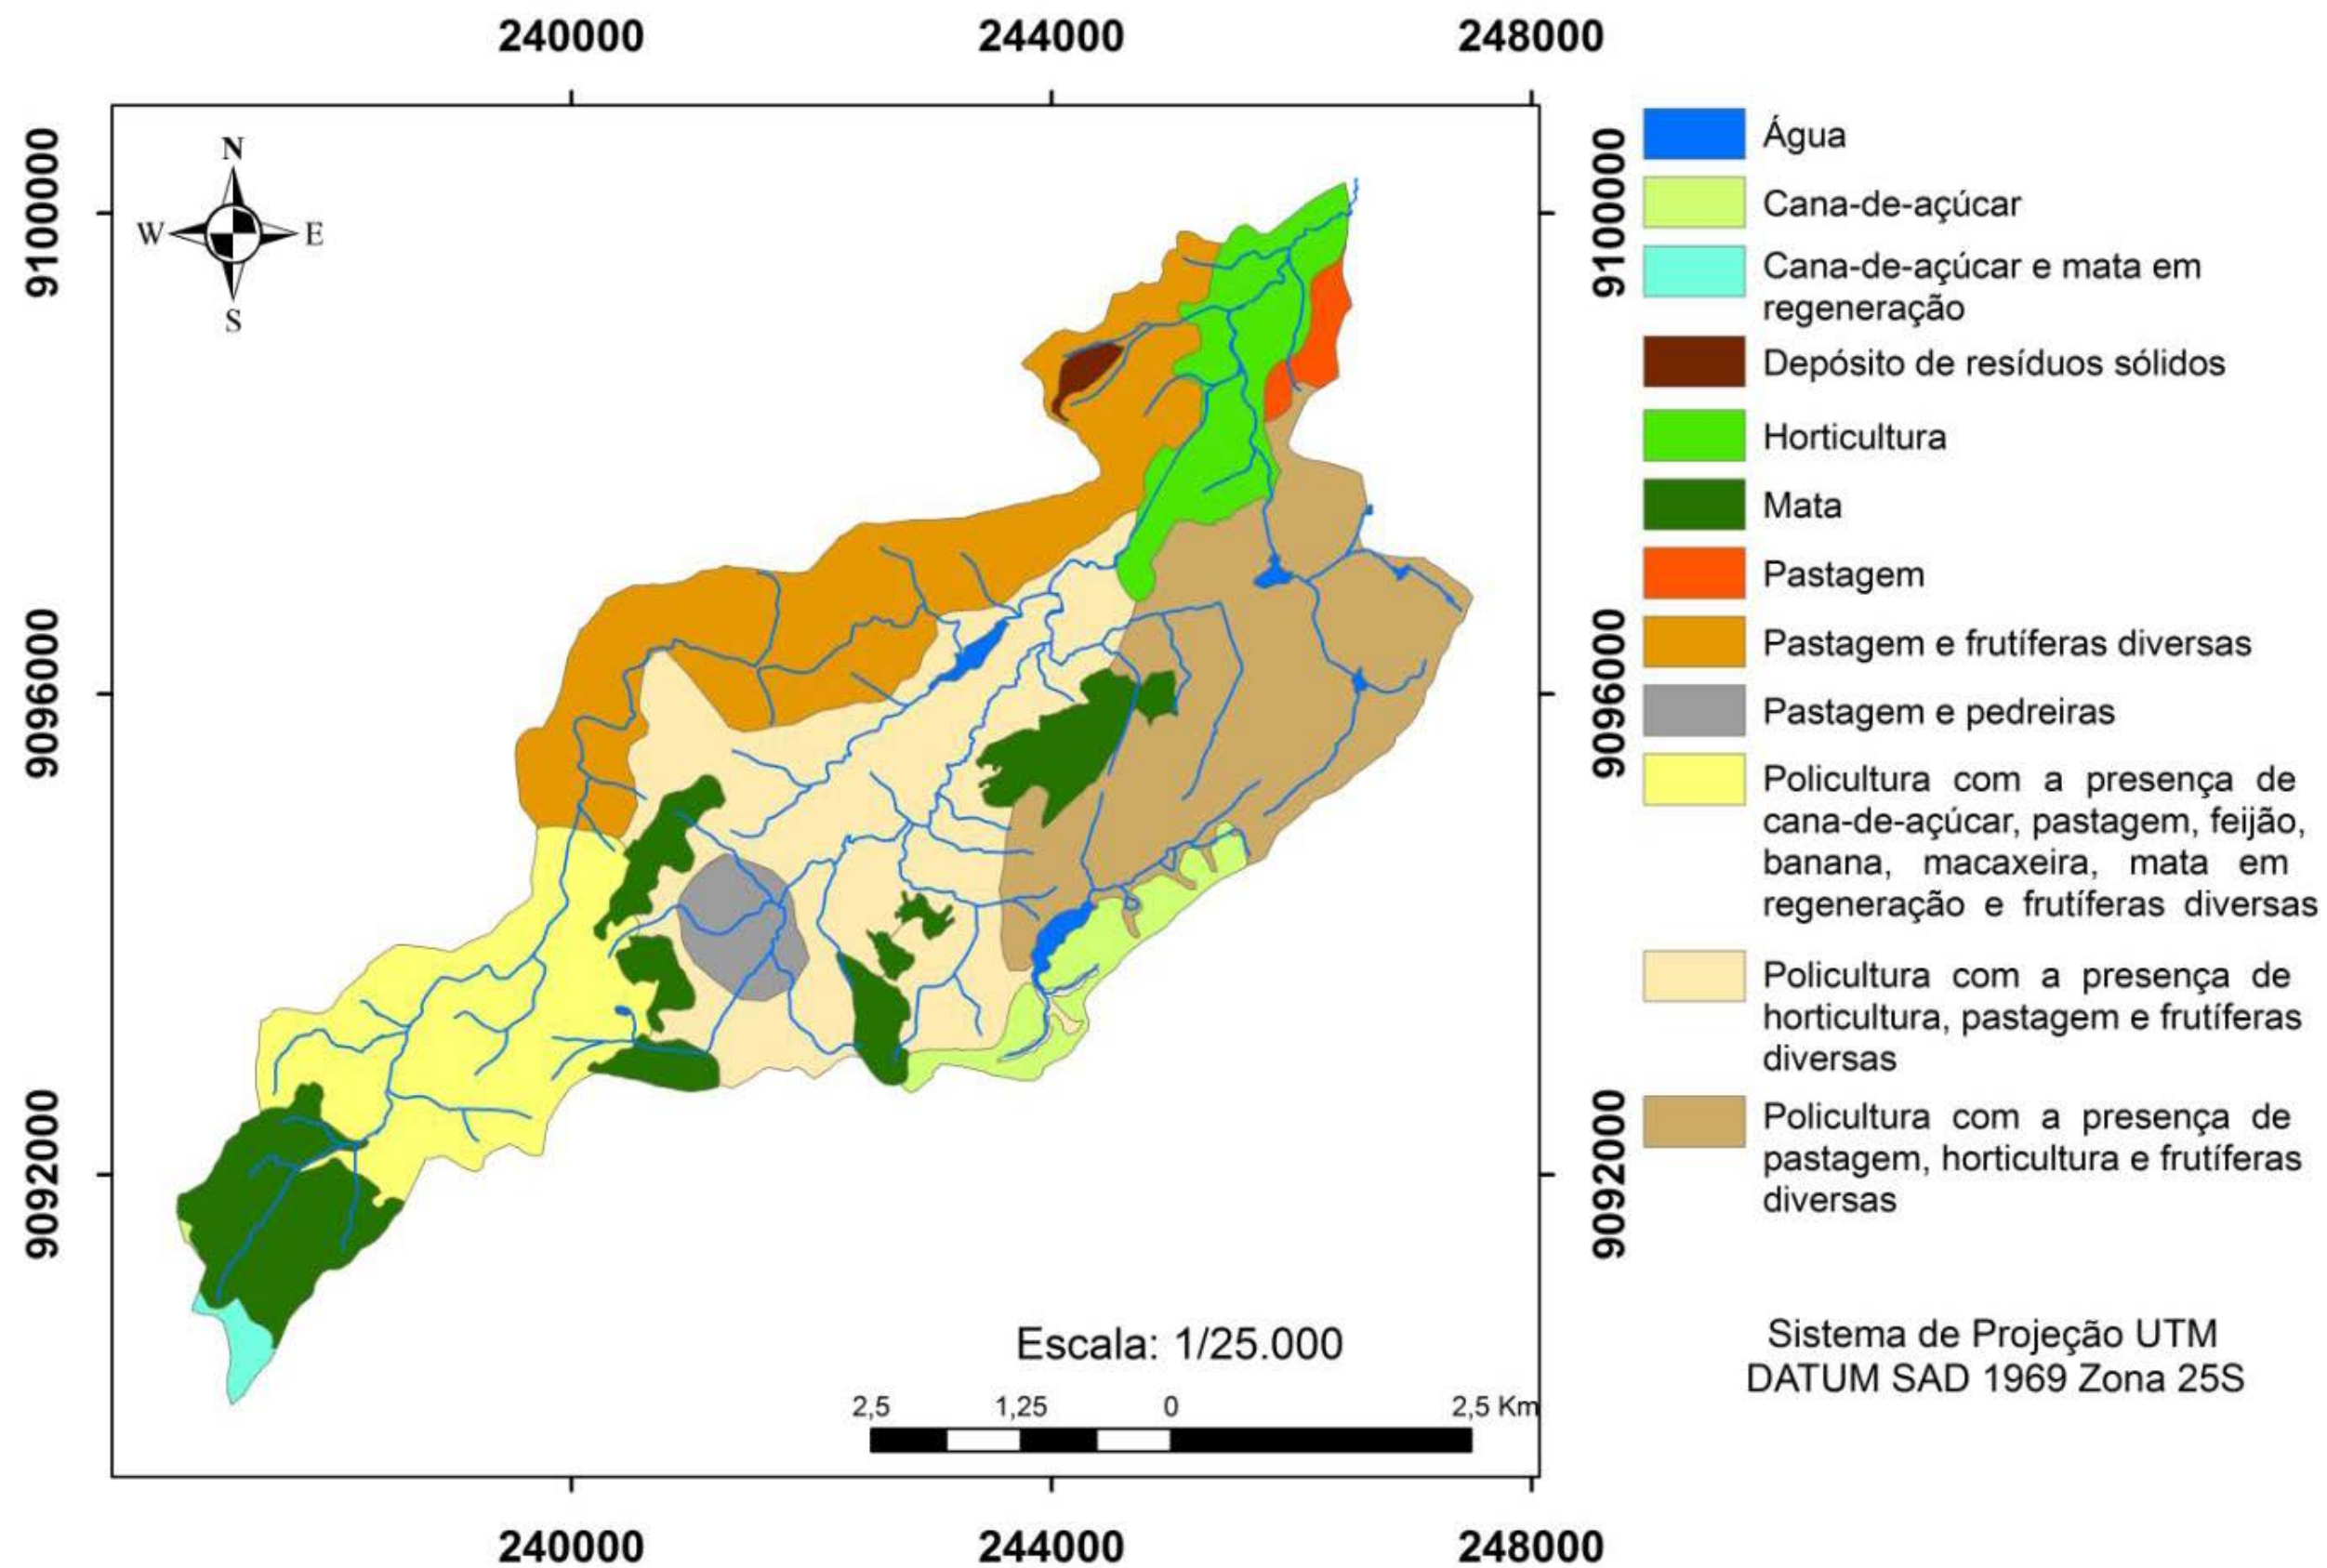 240000
244000
248000
9100000
9096000
9092000
N
W
E
S
9100000
9096000
9092000
Água
Cana-de-açúcar
Cana-de-açúcar e mata em
regeneração
Depósito de resíduos sólidos
Horticultura
Mata
Pastagem
Pastagem e frutíferas diversas
Pastagem e pedreiras
Policultura com a presença de
cana-de-açúcar, pastagem, feijão,
banana, macaxeira, mata em
regeneração e frutíferas diversas
Policultura com a presença de
horticultura, pastagem e frutíferas
diversas
Policultura com a presença de
pastagem, horticultura e frutíferas
diversas
Escala: 1/25.000
2,5 1,25 0 2,5 Km
Sistema de Projeção UTM
DATUM SAD 1969 Zona 25S
240000
244000
248000